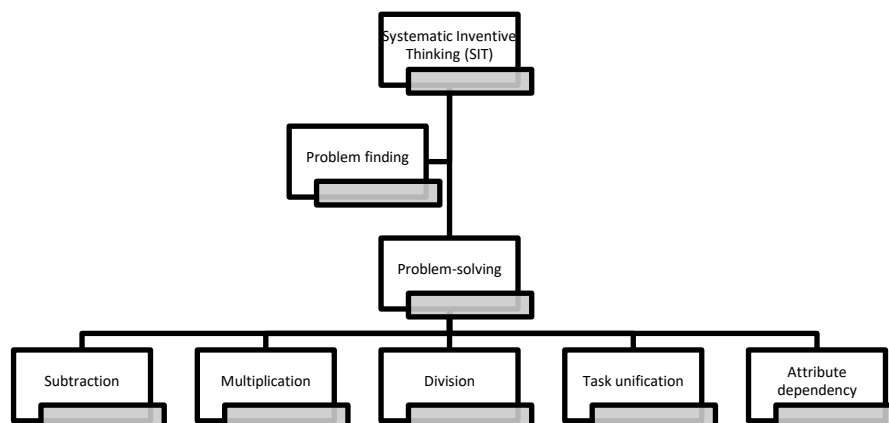 Systematic Inventive
Thinking (SIT)
Problem finding
Problem-solving
Subtraction
Multiplication
Division
Task unification
Attribute
dependency